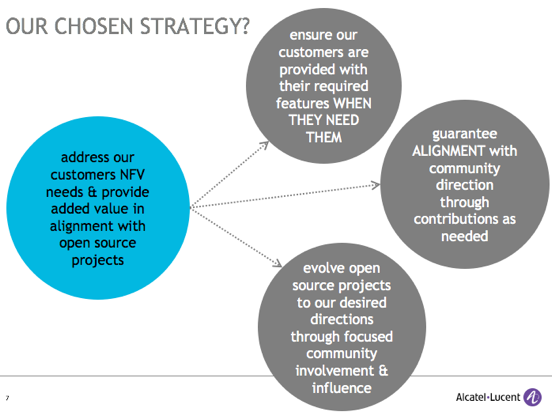 OUR CHOSEN STRATEGY?
ensure our
customers are
provided with
their required
features WHEN
THEY NEED
THEM
address our
customers NFV
needs & provide
added value in
alignment with
open source
projects
guarantee
ALIGNMENT with
community
direction
through
contributions as
needed
evolve open
source projects
to our desired
directions
through focused
community
involvement &
influence
7
Alcatel·Lucent